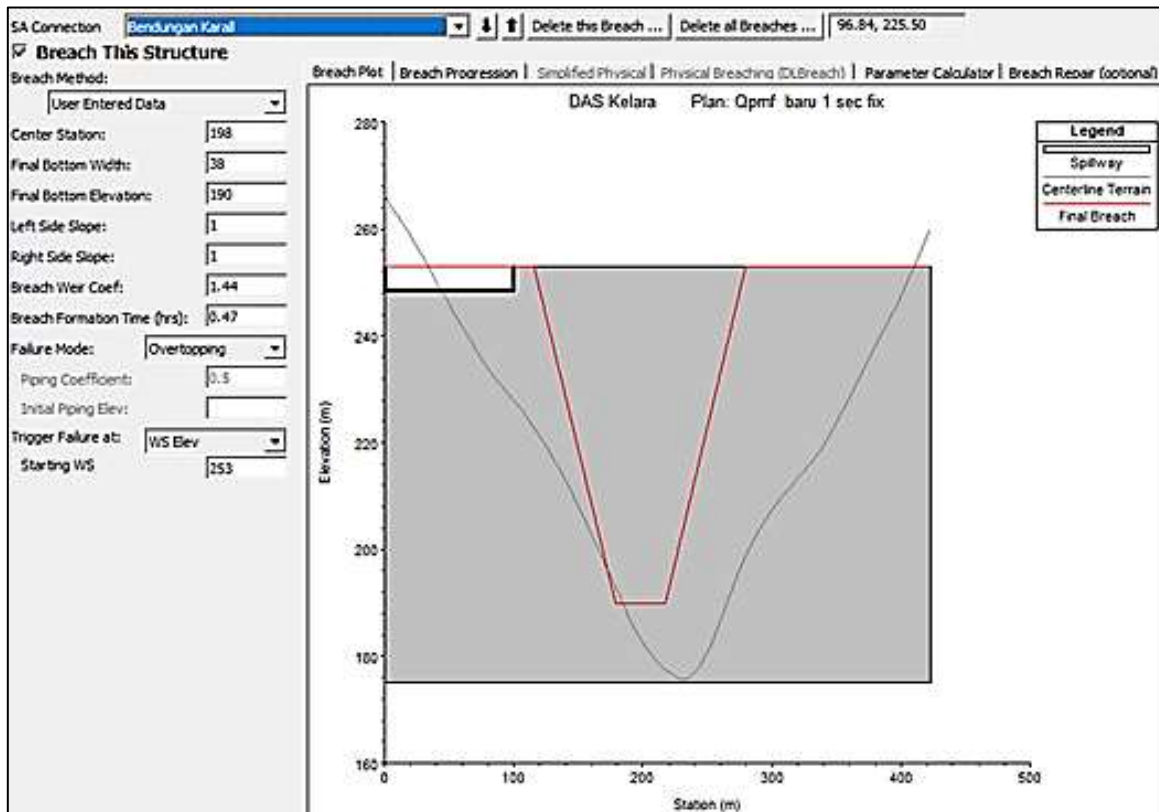 SA Connection Bendungan Karall Delete this Breach ... Delete all Breaches ... 96.84, 225.50
Breach This Structure
Breach Method:
User Entered Data
Center Station: 198
Final Bottom Width: 38
Final Bottom Elevation: 190
Left Side Slope: 1
Right Side Slope: 1
Breach Weir Coef: 1.44
Breach Formation Time (hrs): 0.47
Failure Mode: Overtopping
Piping Coefficient: 0.5
Initial Piping Elev:
Trigger Failure at: WS Elev
Starting WS 253
Breach Plot Breach Progression Simplified Physical Physical Breaching (DLBreach) Parameter Calculator Breach Repair (optional)
DAS Kelara Plan: Qpmf baru 1 sec fix
Elevation (m)
280
260
240
220
200
180
160
0 100 200 300 400 500
Station (m)
Legend
Spillway
Centerline Terrain
Final Breach